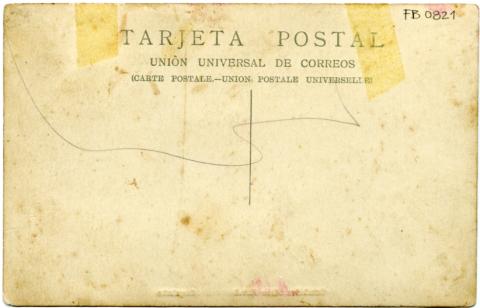 FB 0821
TARJETA POSTAL
UNIÓN UNIVERSAL DE CORREOS
(CARTE POSTALE.—UNION POSTALE UNIVERSELLE)